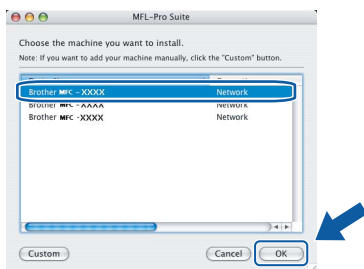 MFL-Pro Suite
Choose the machine you want to install.
Note: If you want to add your machine manually, click the "Custom" button.
Brother MFC - XXXX Network
Brother MFC - XXXX Network
Brother MFC -XXXX Network
Custom Cancel OK